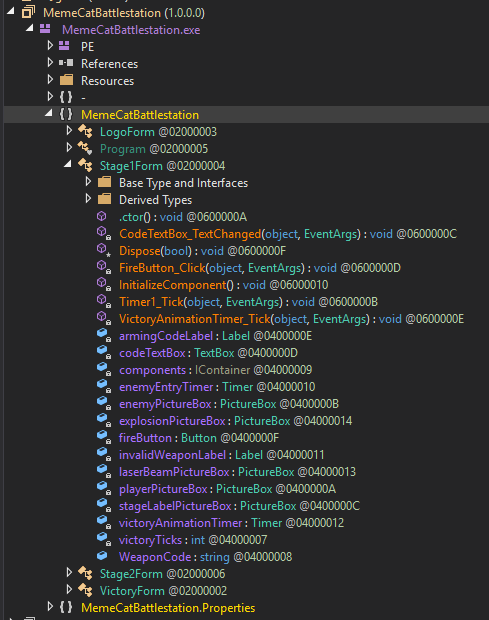 MemeCatBattlestation (1.0.0.0)
MemeCatBattlestation.exe
PE
References
Resources
{ } -
{ } MemeCatBattlestation
LogoForm @02000003
Program @02000005
Stage1Form @02000004
Base Type and Interfaces
Derived Types
.ctor() : void @0600000A
CodeTextBox_TextChanged(object, EventArgs) : void @0600000C
Dispose(bool) : void @0600000F
FireButton_Click(object, EventArgs) : void @0600000D
InitializeComponent() : void @06000010
Timer1_Tick(object, EventArgs) : void @0600000B
VictoryAnimationTimer_Tick(object, EventArgs) : void @0600000E
armingCodeLabel : Label @0400000E
codeTextBox : TextBox @0400000D
components : IContainer @04000009
enemyEntryTimer : Timer @04000010
enemyPictureBox : PictureBox @0400000B
explosionPictureBox : PictureBox @04000014
fireButton : Button @0400000F
invalidWeaponLabel : Label @04000011
laserBeamPictureBox : PictureBox @04000013
playerPictureBox : PictureBox @0400000A
stageLabelPictureBox : PictureBox @0400000C
victoryAnimationTimer : Timer @04000012
victoryTicks : int @04000007
WeaponCode : string @04000008
Stage2Form @02000006
VictoryForm @02000002
{ } MemeCatBattlestation.Properties